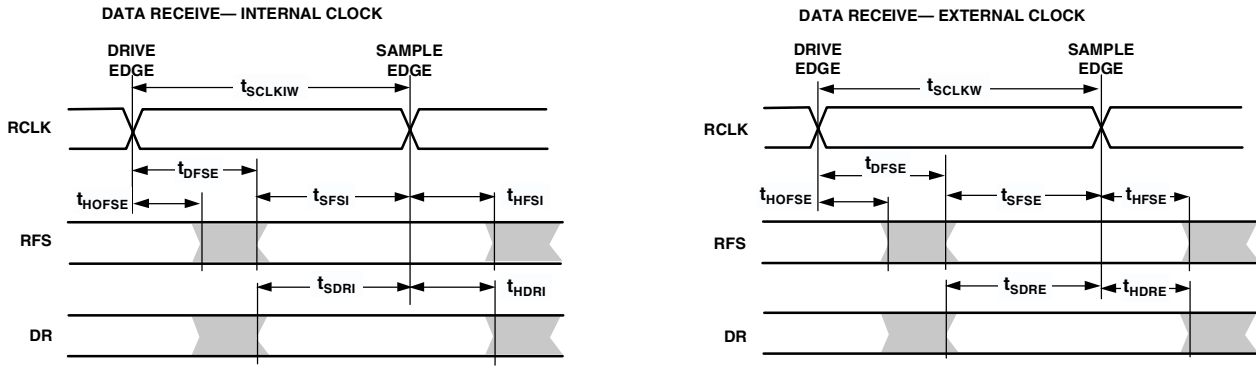 DATA RECEIVE— INTERNAL CLOCK
DRIVE
EDGE
SAMPLE
EDGE
tSCLKIW
RCLK
tDFSE
tHOFSE
tSFSI
tHFSI
RFS
tSDRI
tHDRI
DR
DATA RECEIVE— EXTERNAL CLOCK
DRIVE
EDGE
SAMPLE
EDGE
tSCLKW
RCLK
tDFSE
tHOFSE
tSFSE
tHFSE
RFS
tSDRE
tHDRE
DR